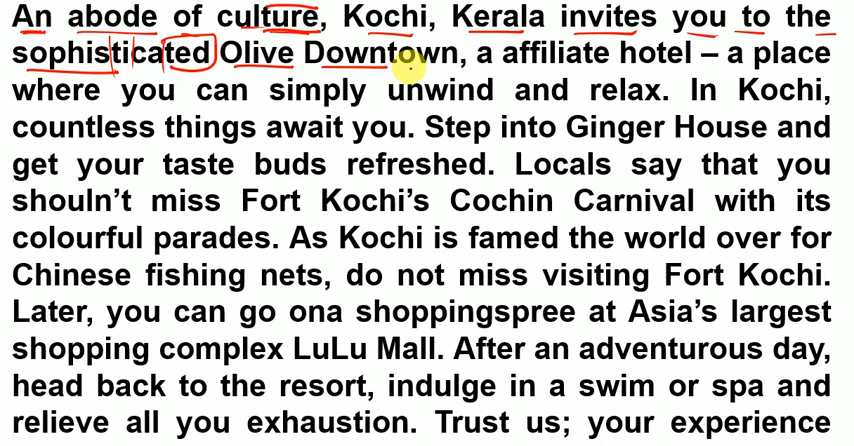 An abode of culture, Kochi, Kerala invites you to the
sophisticated Olive Downtown, a affiliate hotel – a place
where you can simply unwind and relax. In Kochi,
countless things await you. Step into Ginger House and
get your taste buds refreshed. Locals say that you
shouln't miss Fort Kochi's Cochin Carnival with its
colourful parades. As Kochi is famed the world over for
Chinese fishing nets, do not miss visiting Fort Kochi.
Later, you can go ona shoppingspree at Asia's largest
shopping complex LuLu Mall. After an adventurous day,
head back to the resort, indulge in a swim or spa and
relieve all you exhaustion. Trust us; your experience